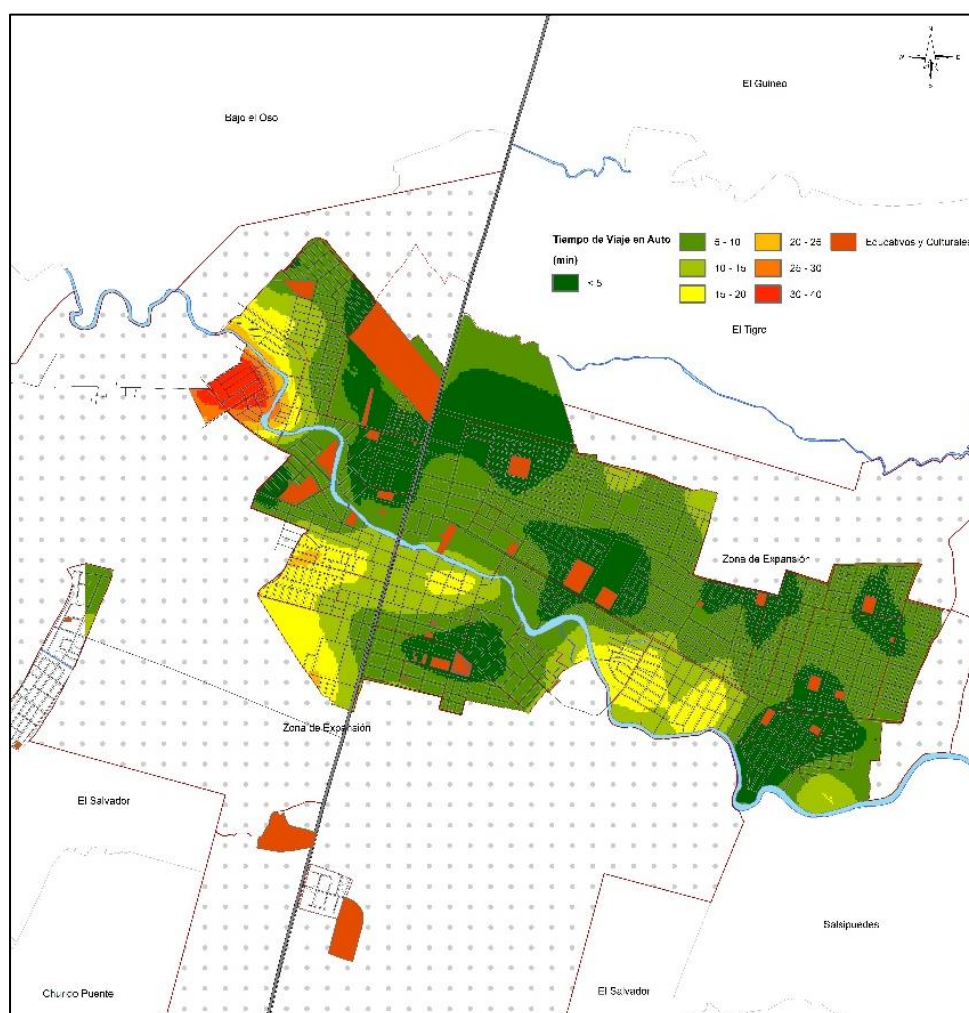 N
El Guineo
Bajo el Oso
Tiempo de Viaje en Auto
(min)
< 5
5 - 10
10 - 15
15 - 20
20 - 25
25 - 30
30 - 40
Educativos y Culturales
El Tigre
Zona de Expansión
Zona de Expansión
El Salvador
Salsipuedes
Churido Puente
El Salvador